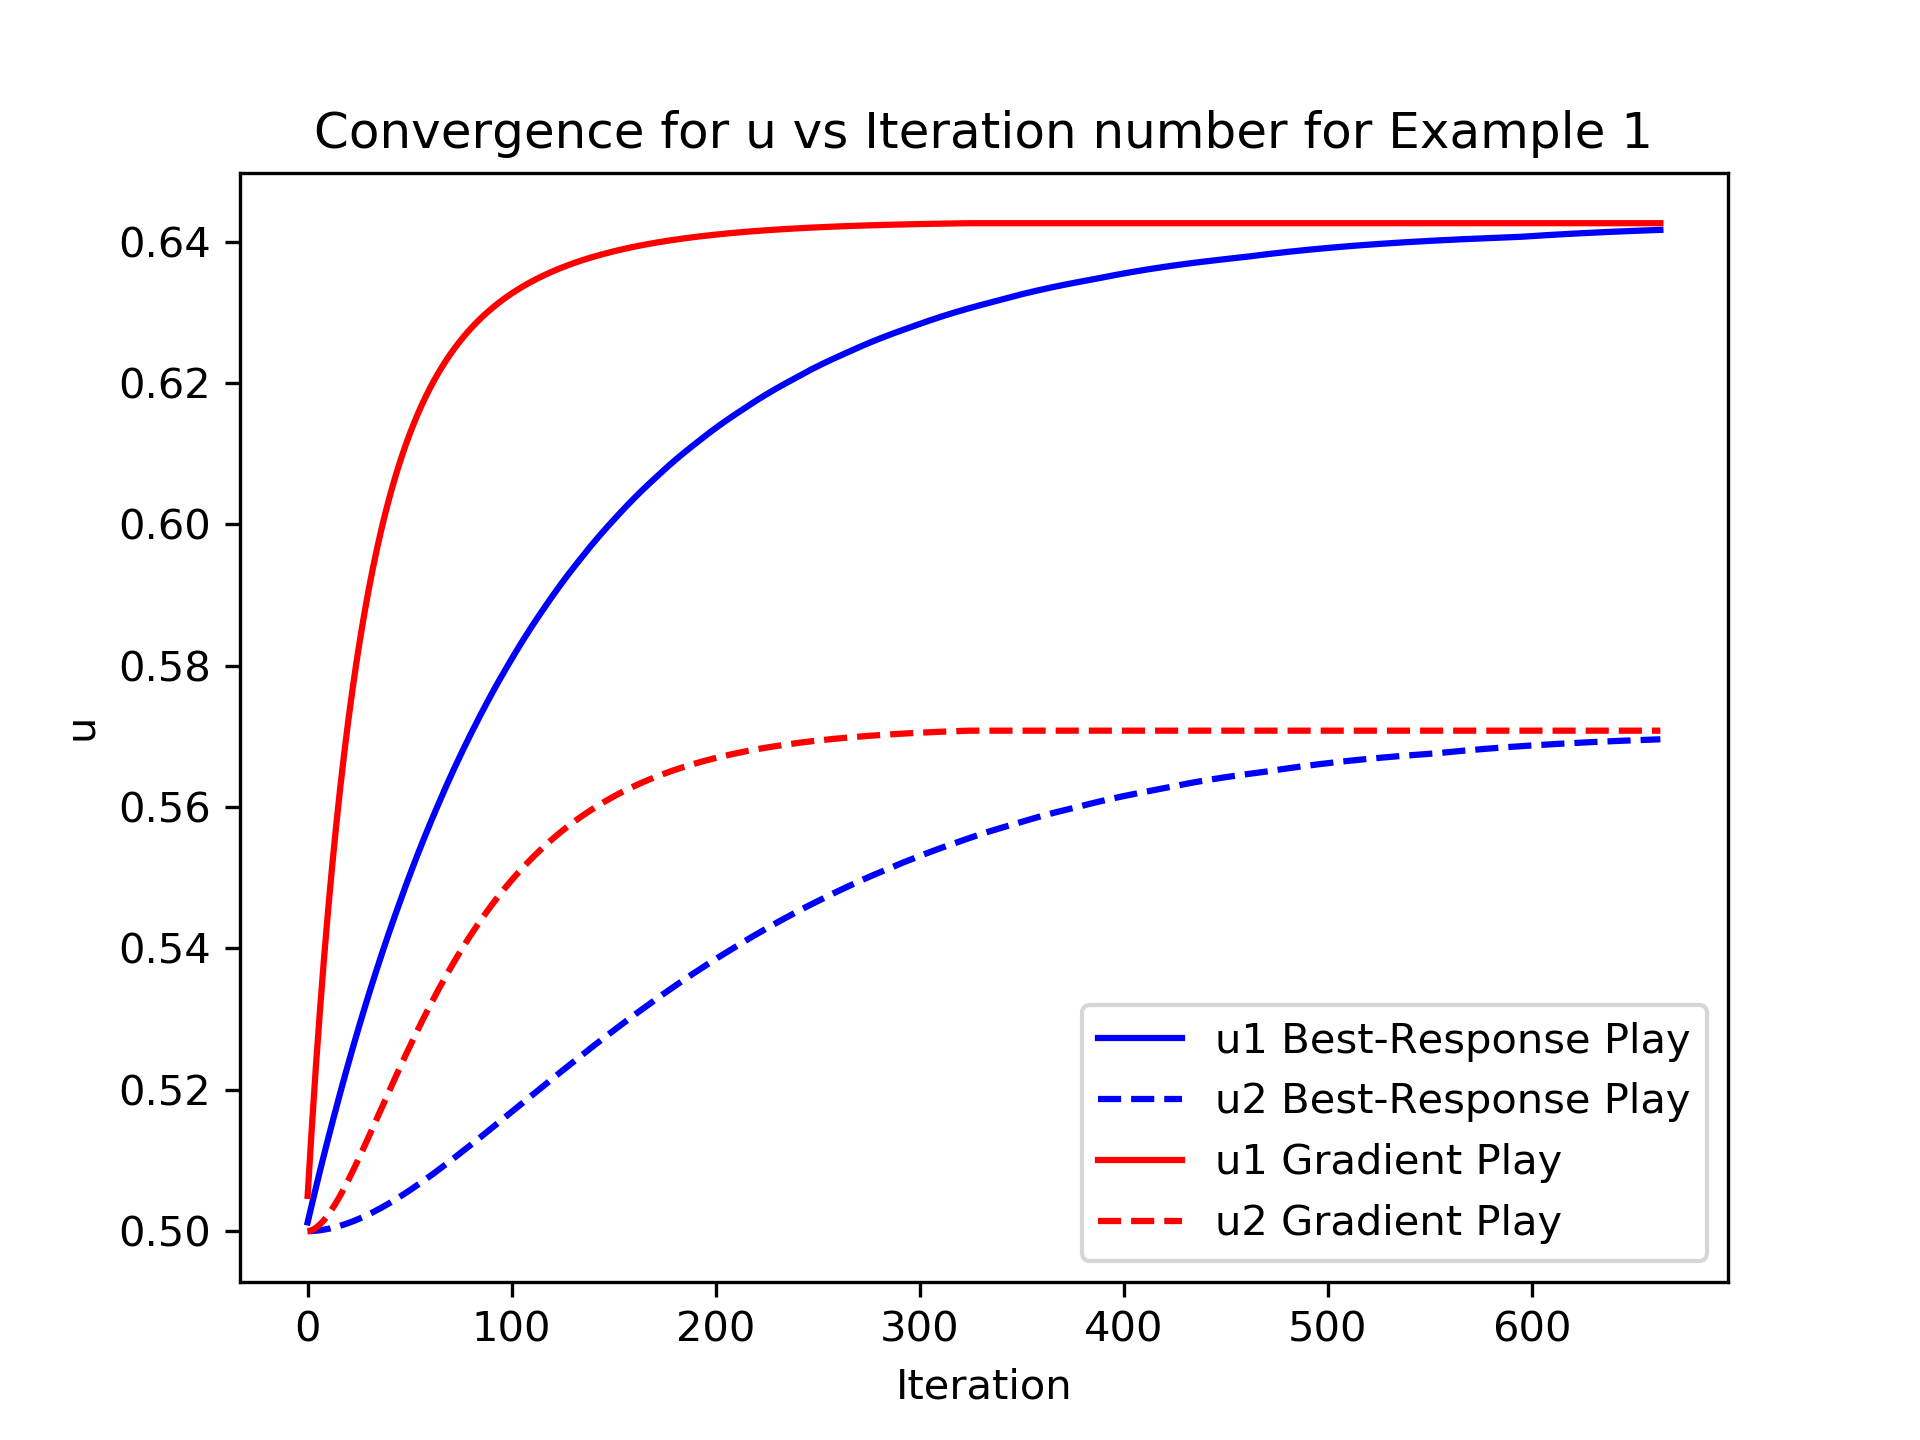 Convergence for u vs Iteration number for Example 1
0.64
0.62
0.60
0.58
0.56
0.54
0.52
0.50
u
0 100 200 300 400 500 600
Iteration
u1 Best-Response Play
u2 Best-Response Play
u1 Gradient Play
u2 Gradient Play